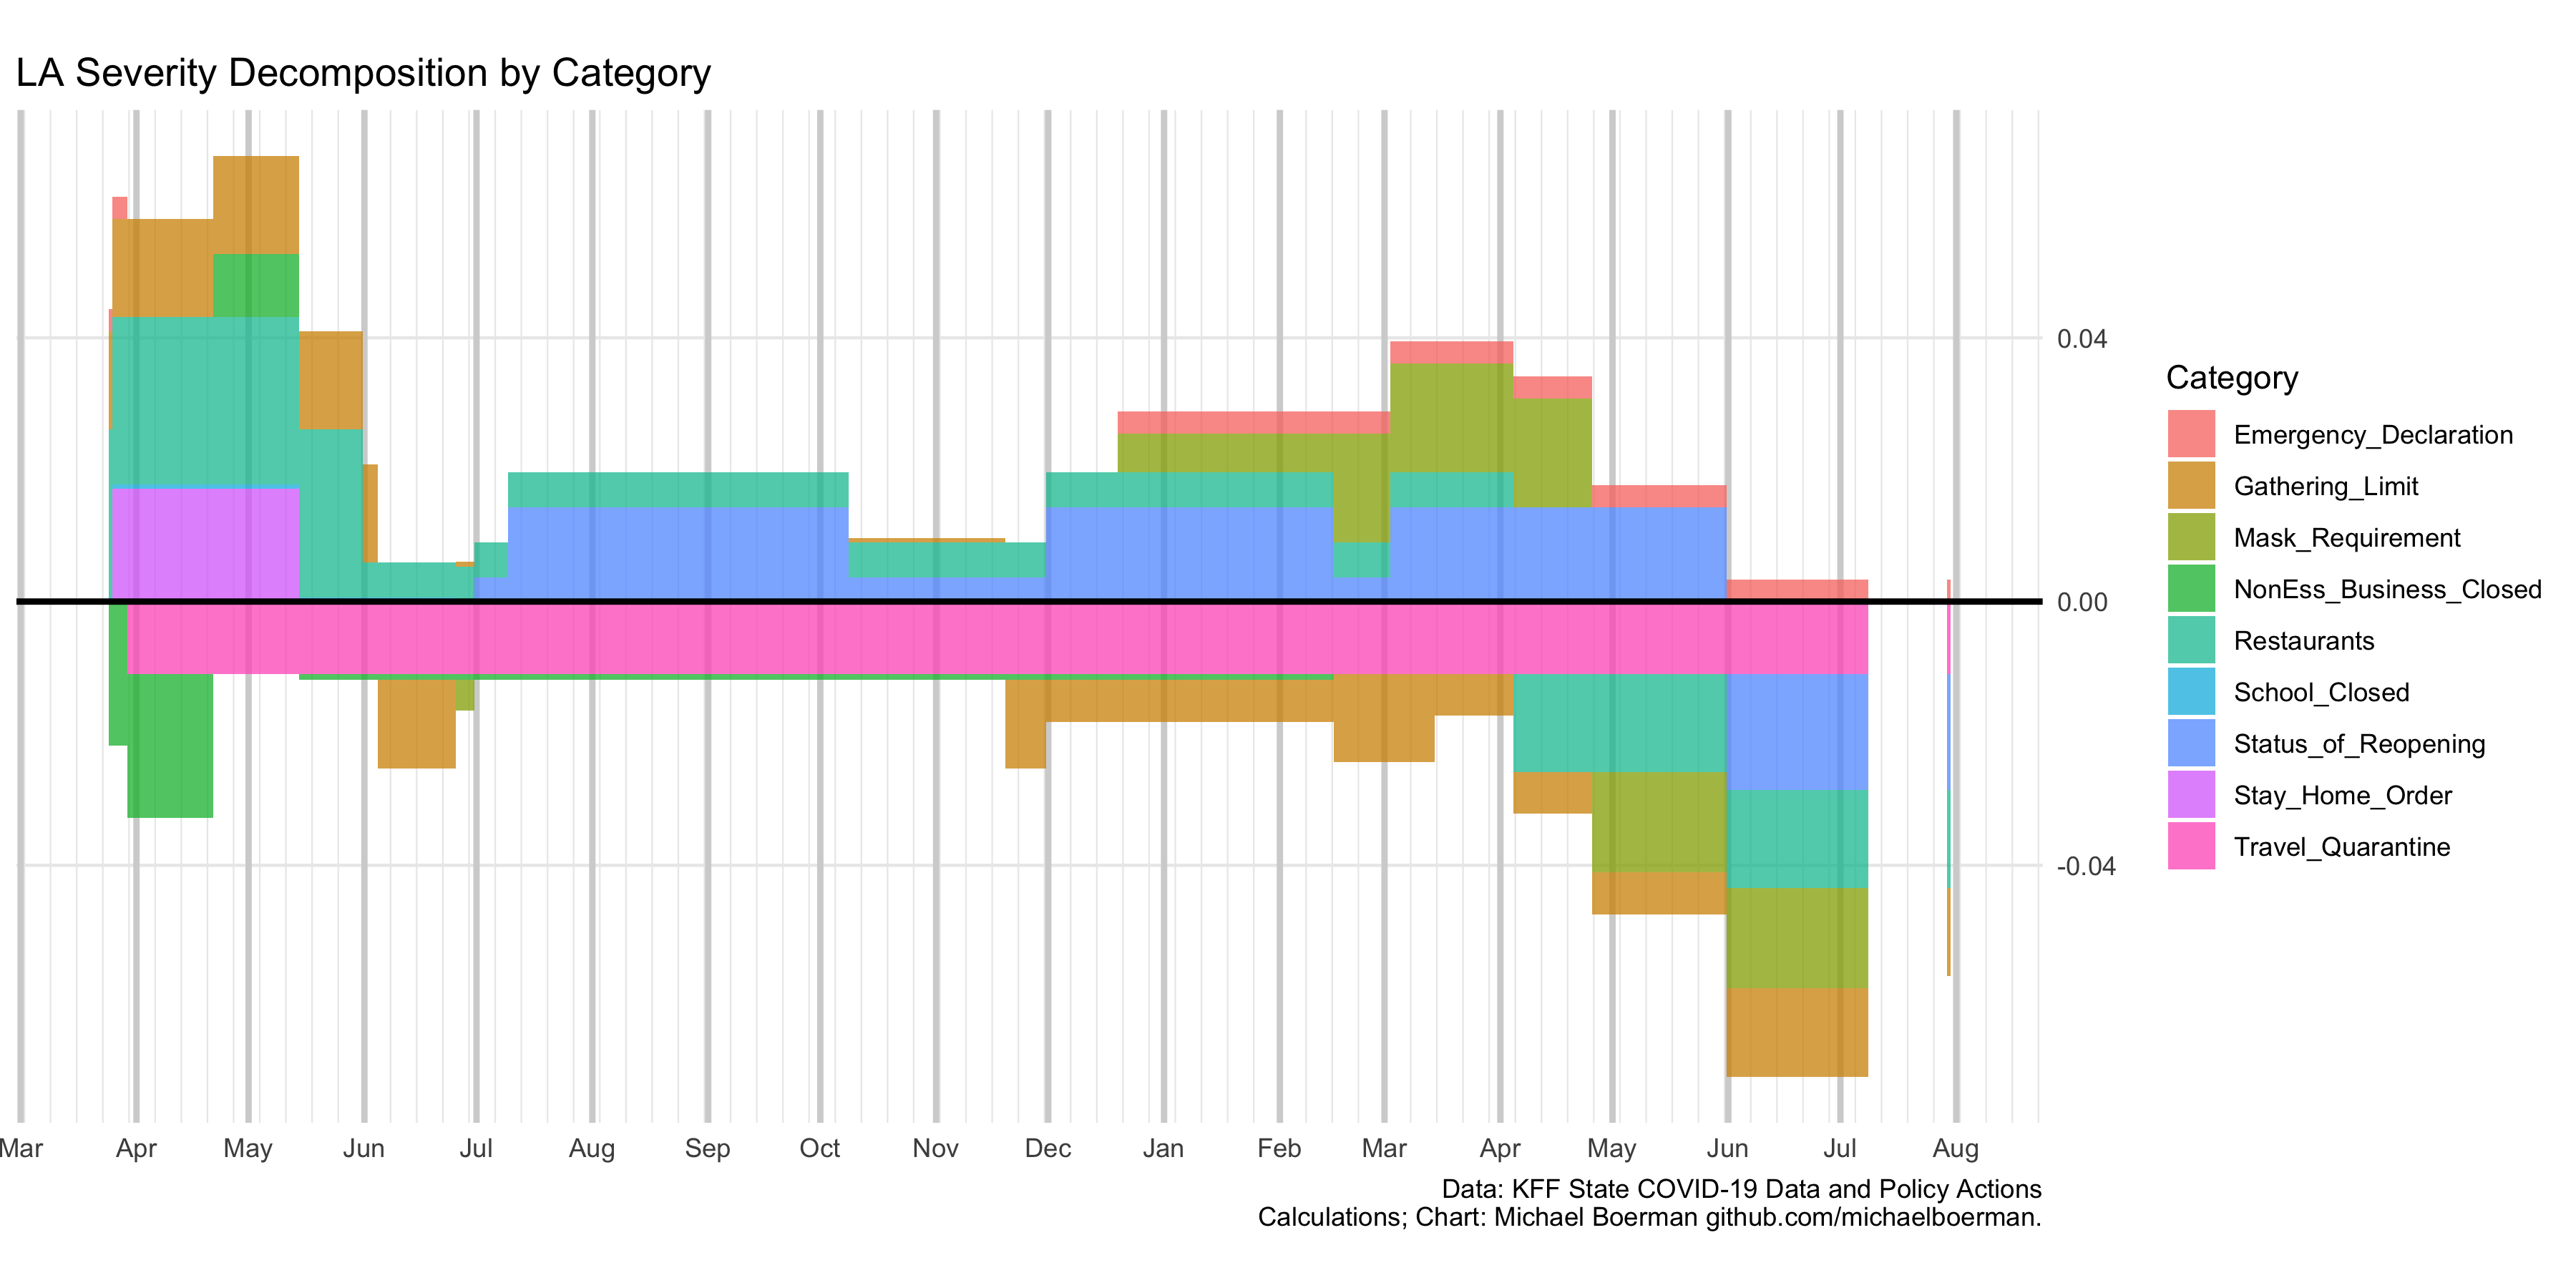 LA Severity Decomposition by Category
0.04
0.00
-0.04
Mar Apr May Jun Jul Aug Sep Oct Nov Dec Jan Feb Mar Apr May Jun Jul Aug
Category
Emergency_Declaration
Gathering_Limit
Mask_Requirement
NonEss_Business_Closed
Restaurants
School_Closed
Status_of_Reopening
Stay_Home_Order
Travel_Quarantine
Data: KFF State COVID-19 Data and Policy Actions
Calculations; Chart: Michael Boerman github.com/michaelboerman.